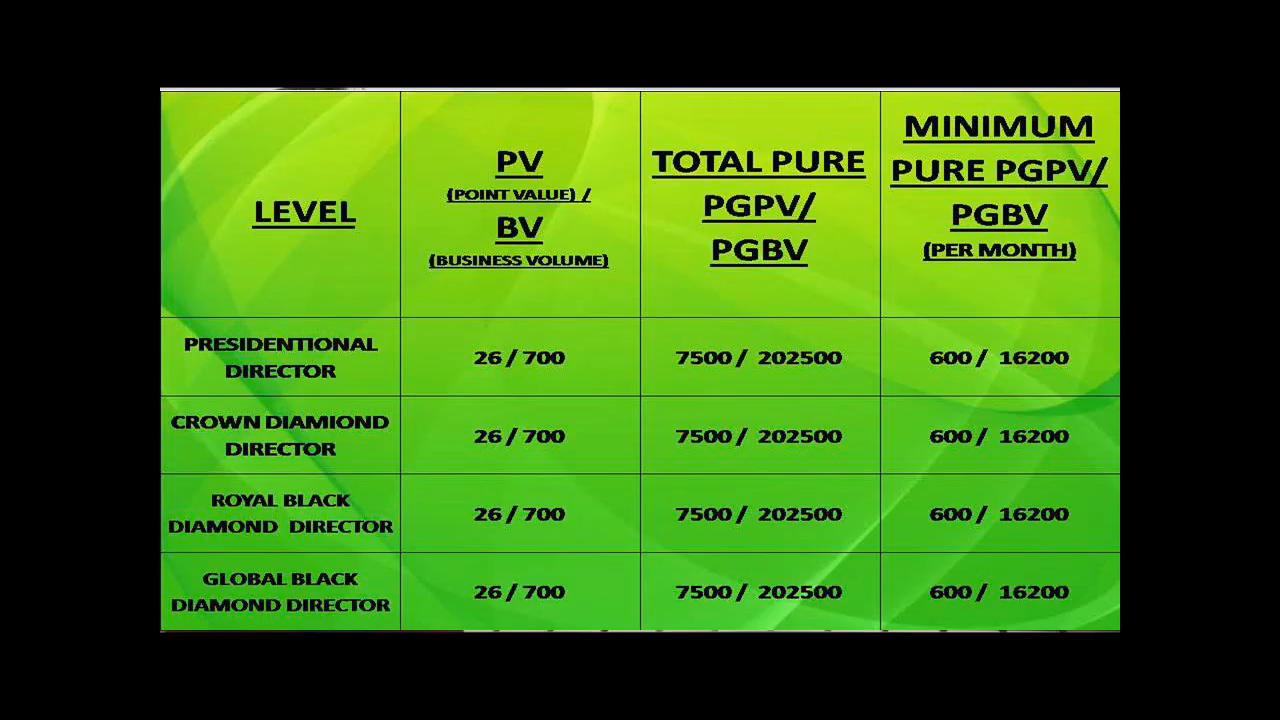 LEVEL
PV
(POINT VALUE) /
BV
(BUSINESS VOLUME)
TOTAL PURE
PGPV/
PGBV
MINIMUM
PURE PGPV/
PGBV
(PER MONTH)
PRESIDENTIONAL
DIRECTOR
26 / 700
7500 / 202500
600 / 16200
CROWN DIAMIOND
DIRECTOR
26 / 700
7500 / 202500
600 / 16200
ROYAL BLACK
DIAMOND DIRECTOR
26 / 700
7500 / 202500
600 / 16200
GLOBAL BLACK
DIAMOND DIRECTOR
26 / 700
7500 / 202500
600 / 16200